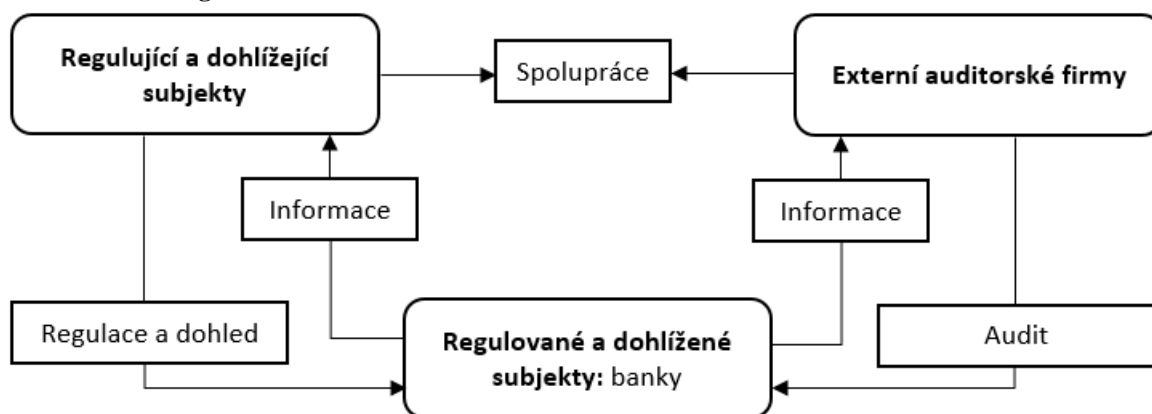 Regulující a dohlížející
subjekty
Spolupráce
Externí auditorské firmy
Informace
Informace
Regulace a dohled
Regulované a dohlížené
subjekty: banky
Audit